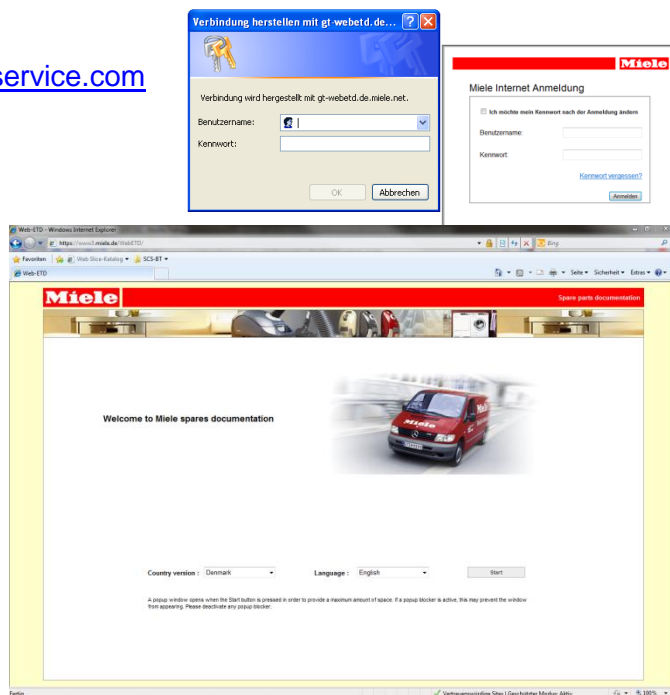 service.com
Verbindung herstellen mit gt-webetd.de...
Verbindung wird hergestellt mit gt-webetd.de.miele.net.
Benutzername:
Kennwort:
OK Abbrechen
Miele
Miele Internet Anmeldung
Ich möchte mein Kennwort nach der Anmeldung ändern
Benutzername
Kennwort
Kennwort vergessen?
Anmelden
Web-ETD - Windows Internet Explorer
Bing
Favoriten Web Slice-Katalog SCS-BT
Web-ETD Seite Sicherheit Extras
Miele Spare parts documentation
Welcome to Miele spares documentation
Miele
Country version : Denmark Language : English Start
A popup window opens when the Start button is pressed in order to provide a maximum amount of space. If a popup blocker is active, this may prevent the window
from appearing. Please deactivate any popup blocker.
Fertig Vertrauenswürdige Sites | Geschützter Modus: Aktiv 100%